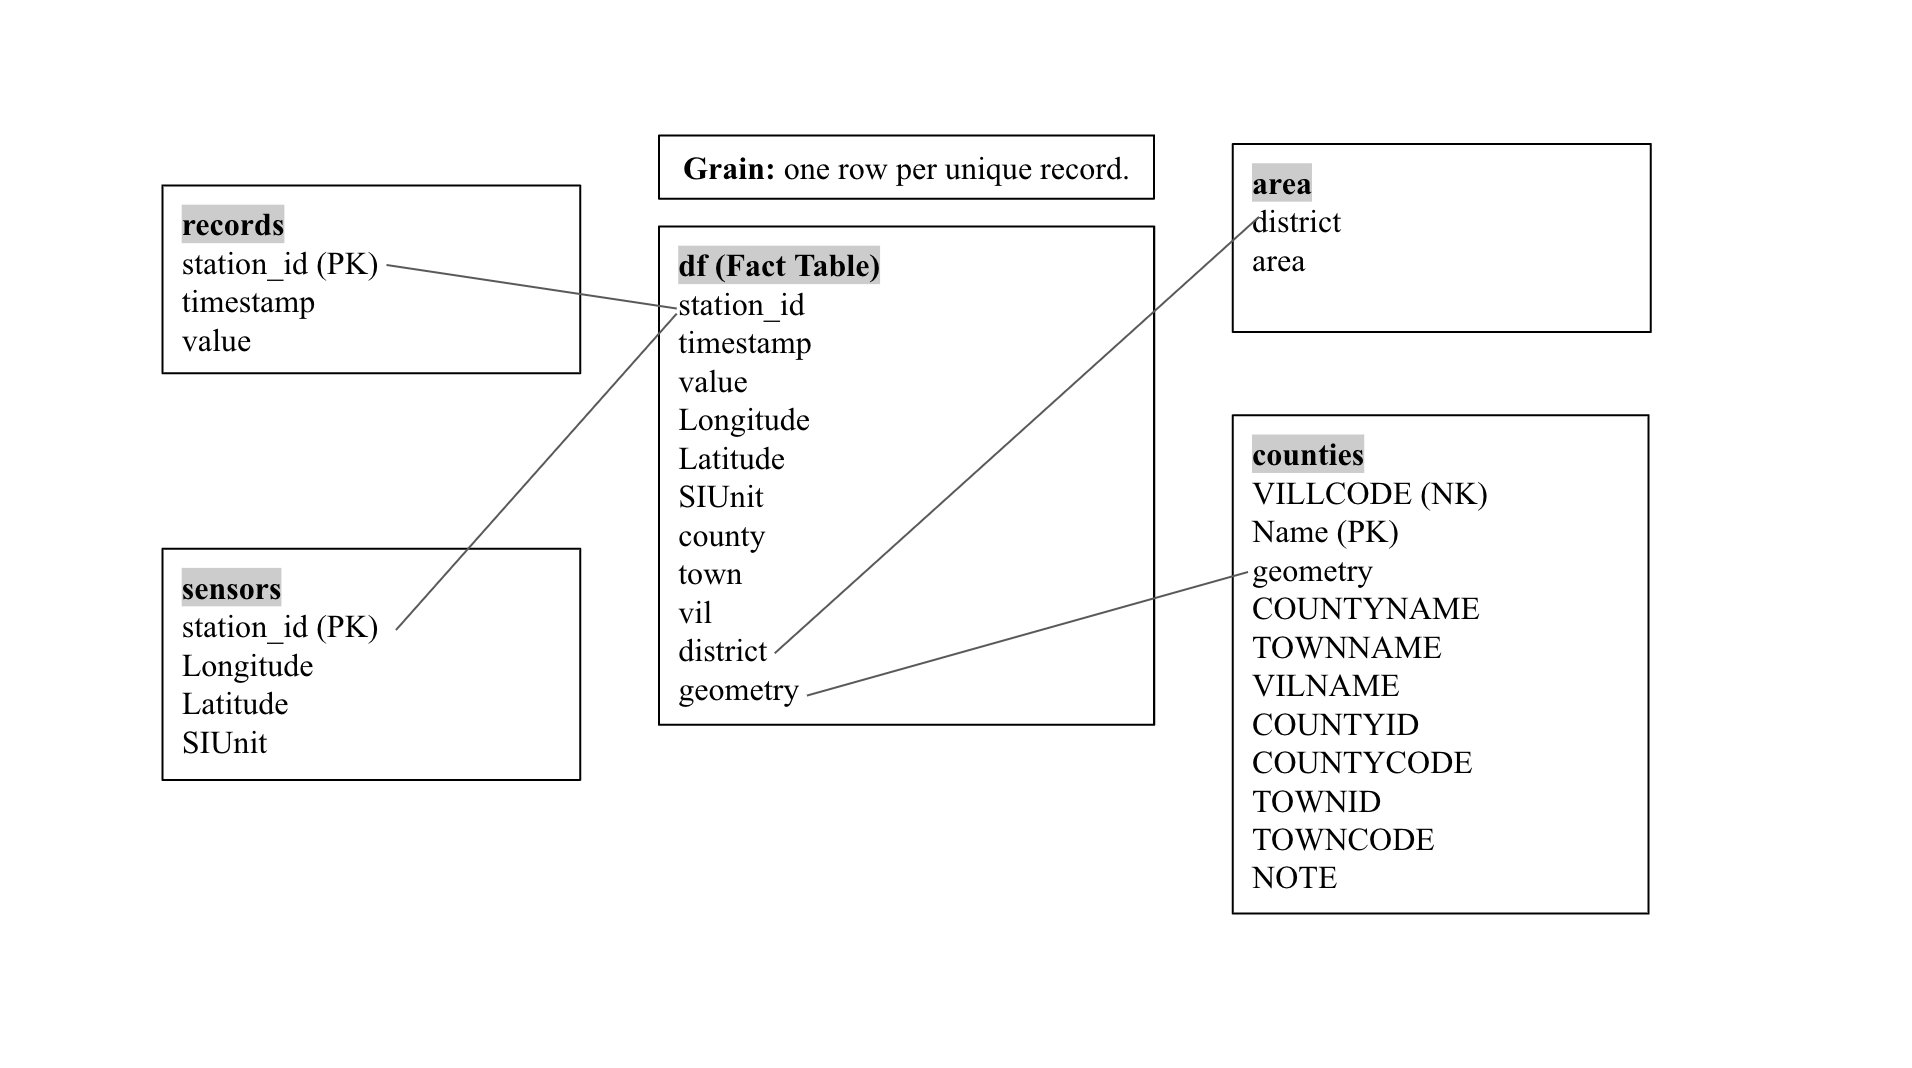 records
station_id (PK)
timestamp
value
sensors
station_id (PK)
Longitude
Latitude
SIUnit
Grain: one row per unique record.
df (Fact Table)
station_id
timestamp
value
Longitude
Latitude
SIUnit
county
town
vil
district
geometry
area
district
area
counties
VILLCODE (NK)
Name (PK)
geometry
COUNTYNAME
TOWNNAME
VILNAME
COUNTYID
COUNTYCODE
TOWNID
TOWNCODE
NOTE